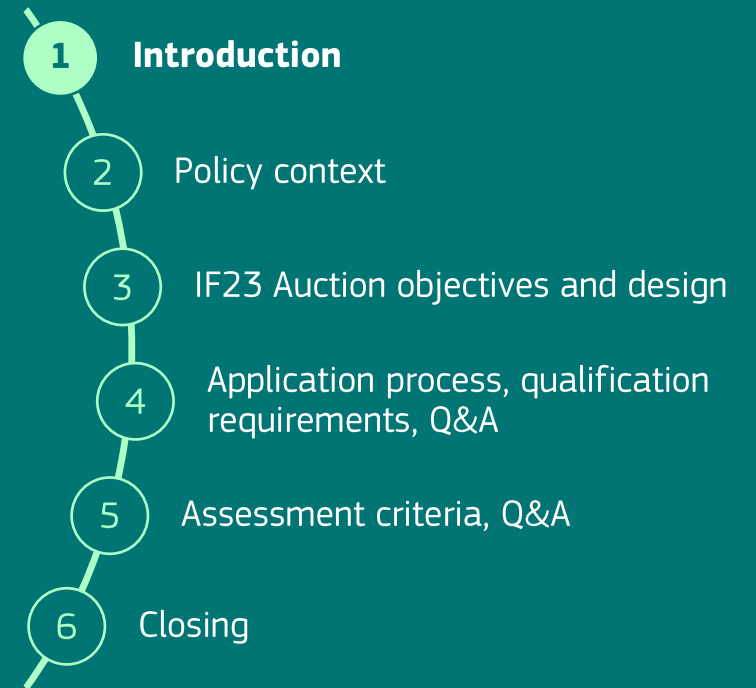 1 Introduction
2 Policy context
3 IF23 Auction objectives and design
4 Application process, qualification
requirements, Q&A
5 Assessment criteria, Q&A
6 Closing